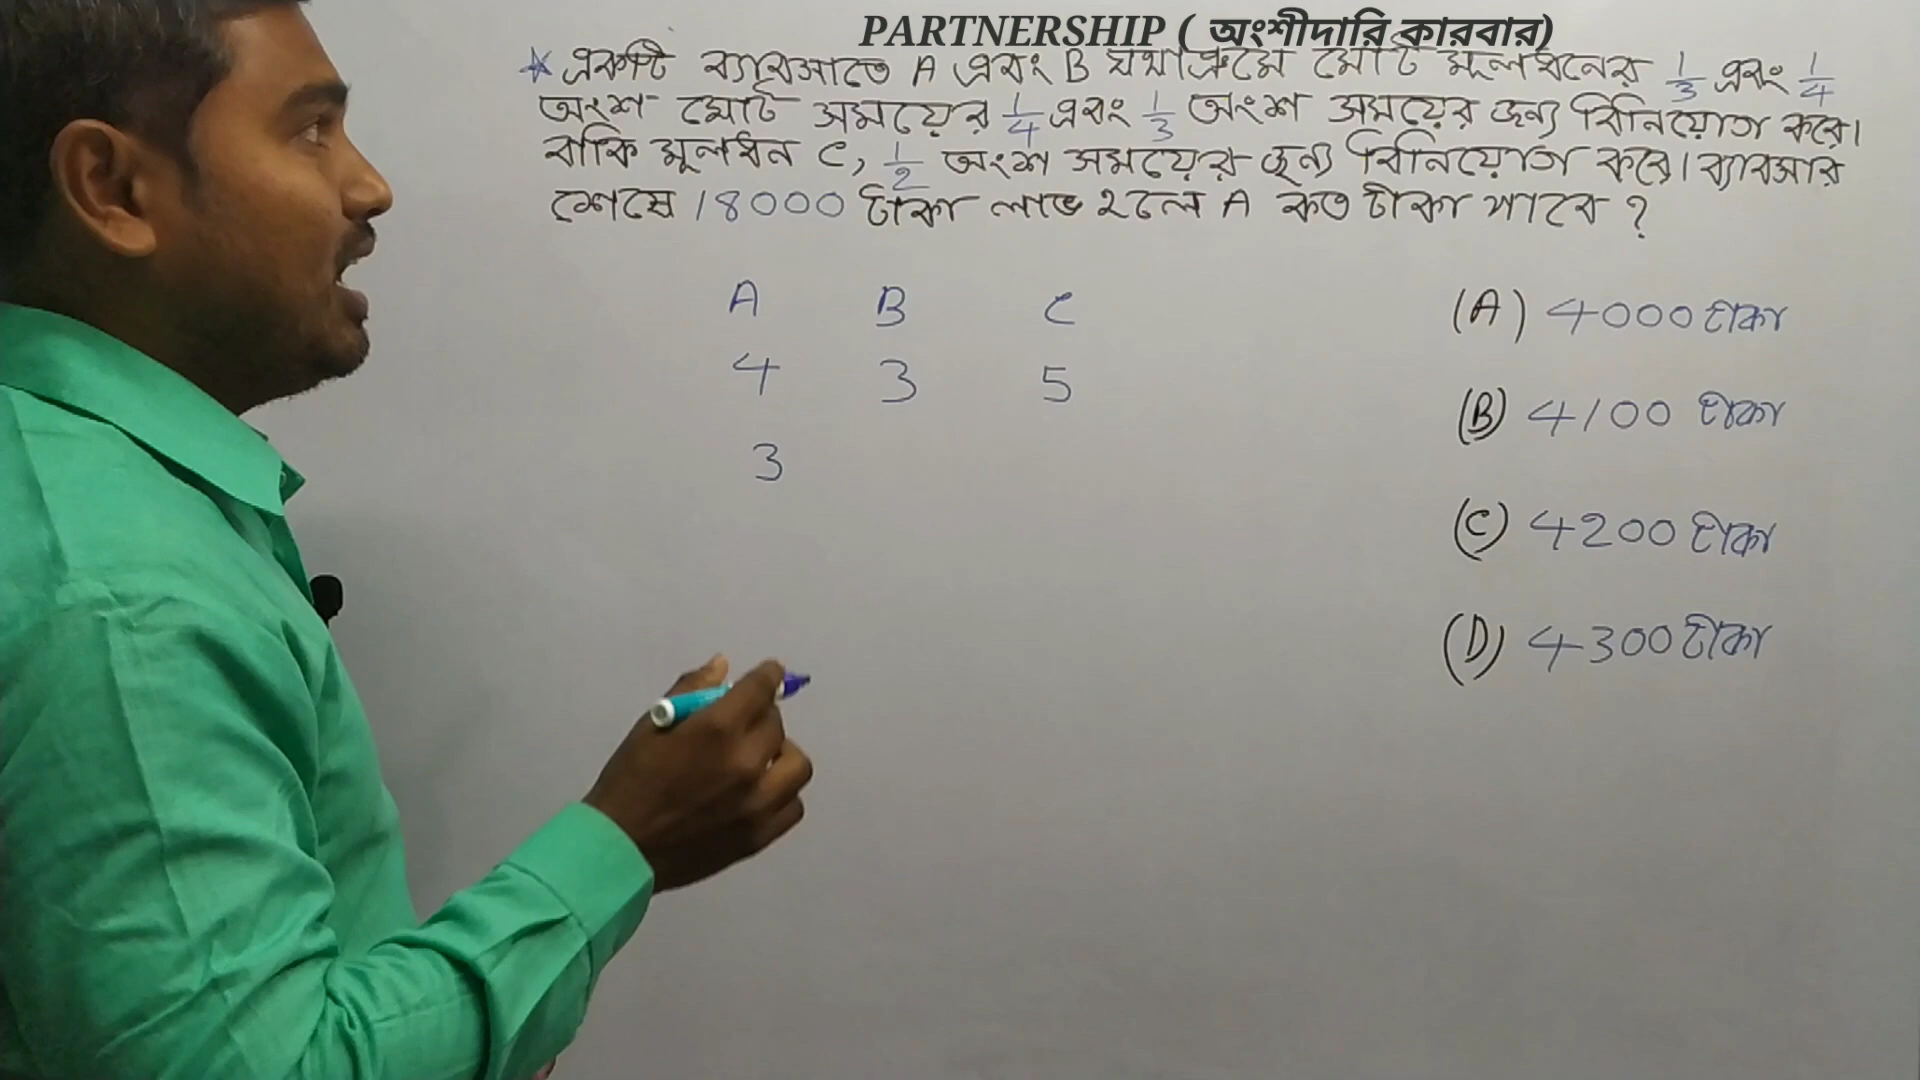 PARTNERSHIP ( অংশীদারি কারবার)
একটি ব্যাবসাতে A এবং B যথাক্রমে মোট মূলধনের 1/3 এবং 1/4
অংশ মোট সময়ের 1/4 এবং 1/3 অংশ সময়ের জন্য বিনিয়োগ করে।
বাকি মূলধন C, 1/2 অংশ সময়ের জন্য বিনিয়োগ করে। ব্যাবসার
শেষে 18000 টাকা লাভ হলে A কত টাকা পাবে ?
A B C
4 3 5
3
(A) 4000 টাকা
(B) 4100 টাকা
(C) 4200 টাকা
(D) 4300 টাকা